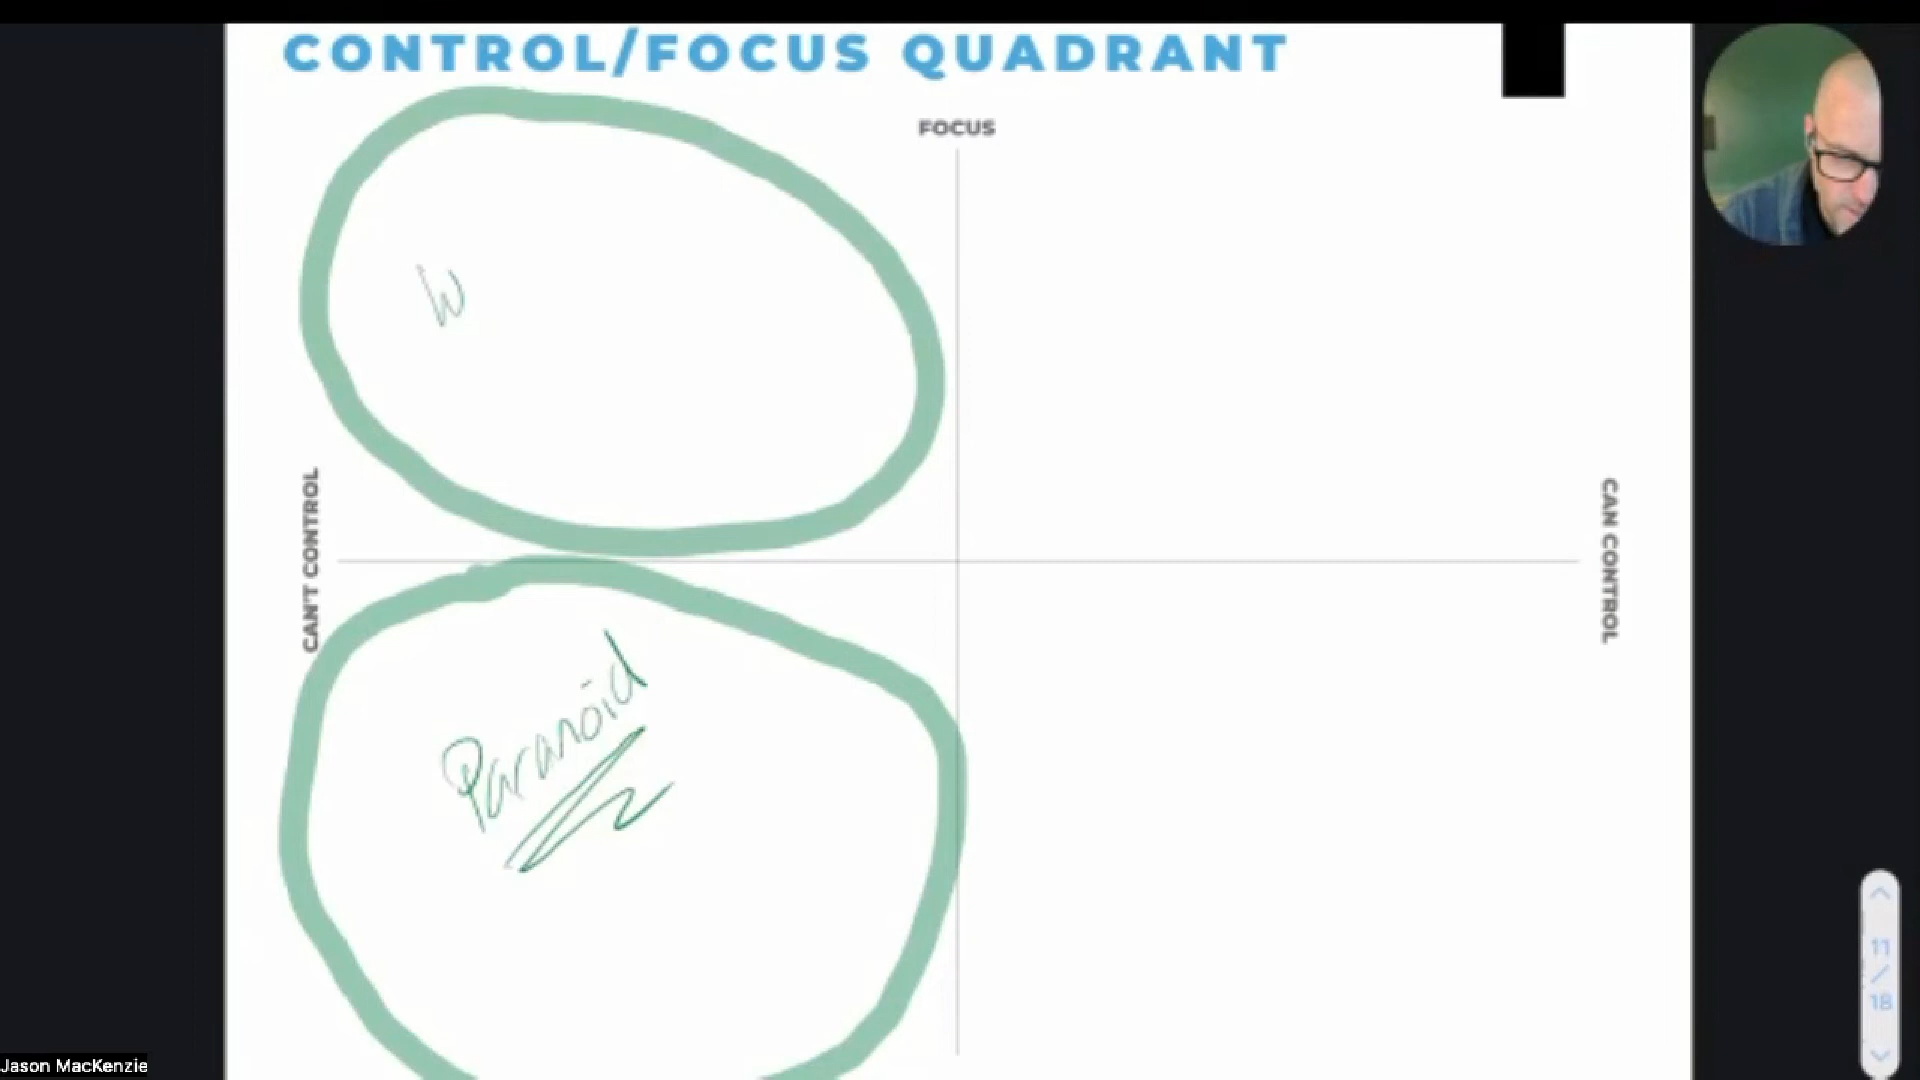 CONTROL/FOCUS QUADRANT
FOCUS
W
CAN'T CONTROL
CAN CONTROL
Paranoid
11
/
18
Jason MacKenzie